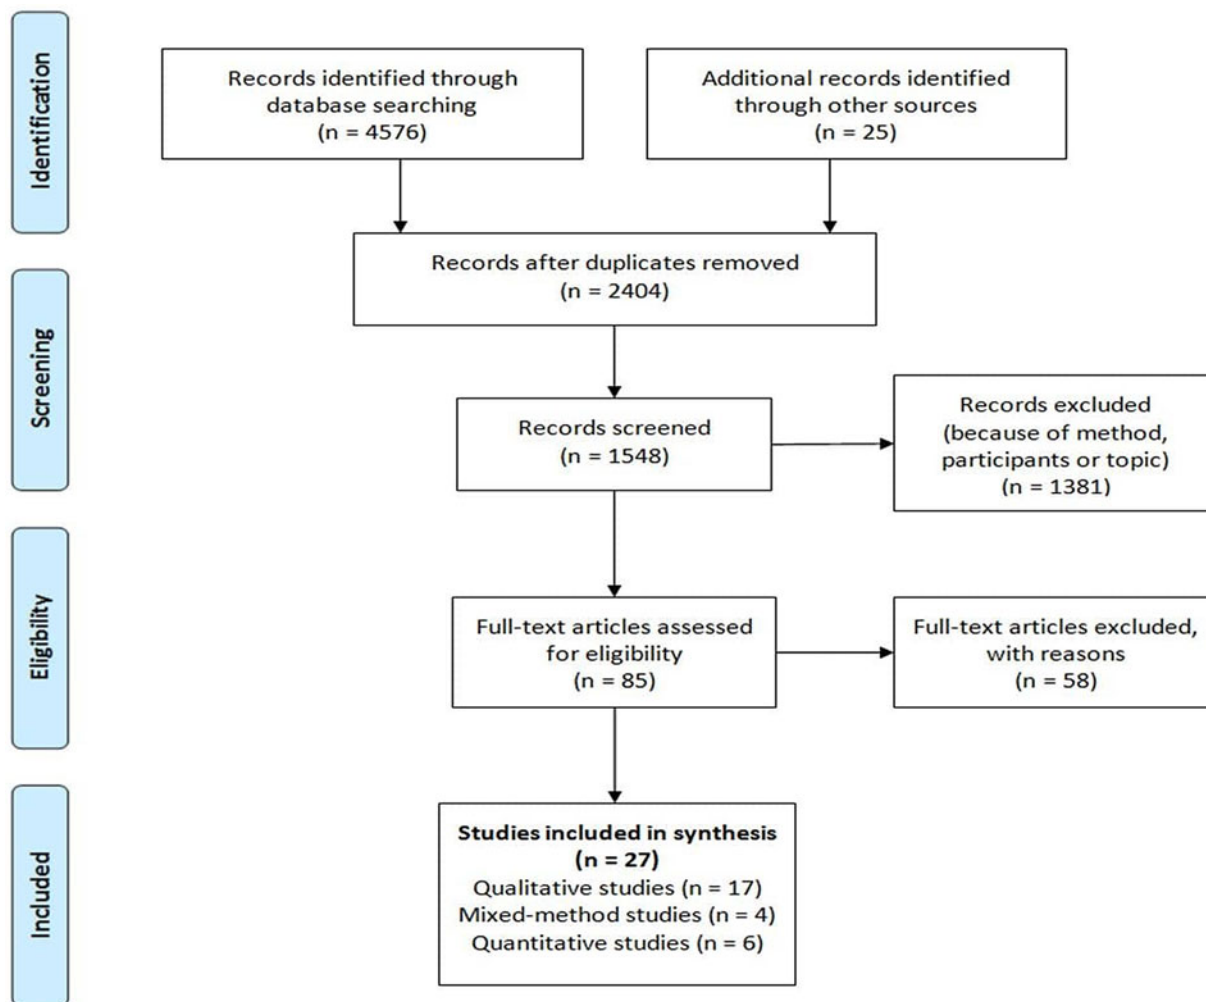 Identification
Records identified through
database searching
(n = 4576)
Additional records identified
through other sources
(n = 25)
Records after duplicates removed
(n = 2404)
Screening
Records screened
(n = 1548)
Records excluded
(because of method,
participants or topic)
(n = 1381)
Eligibility
Full-text articles assessed
for eligibility
(n = 85)
Full-text articles excluded,
with reasons
(n = 58)
Included
Studies included in synthesis
(n = 27)
Qualitative studies (n = 17)
Mixed-method studies (n = 4)
Quantitative studies (n = 6)